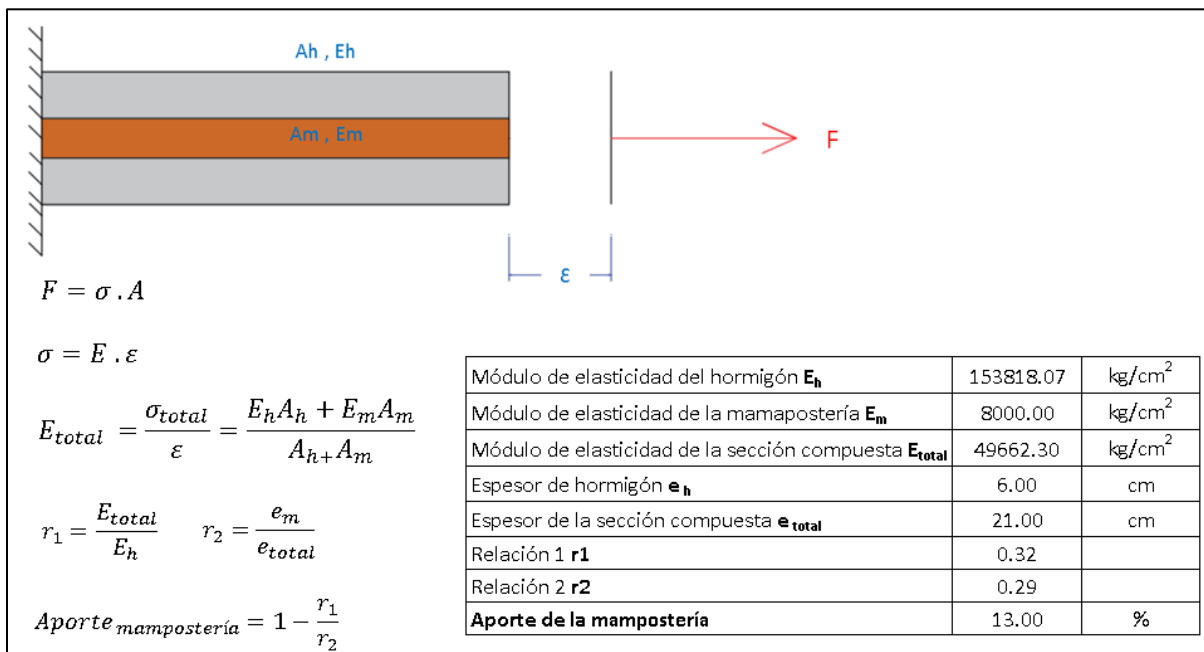 Ah , Eh
Am , Em
F
ε
F = σ . A
σ = E . ε
E_total = σ_total / ε = (E_h A_h + E_m A_m) / (A_h+ A_m)
r_1 = E_total / E_h    r_2 = e_m / e_total
Aporte_mampostería = 1 − r_1 / r_2
Módulo de elasticidad del hormigón E_h 153818.07 kg/cm²
Módulo de elasticidad de la mamapostería E_m 8000.00 kg/cm²
Módulo de elasticidad de la sección compuesta E_total 49662.30 kg/cm²
Espesor de hormigón e_h 6.00 cm
Espesor de la sección compuesta e_total 21.00 cm
Relación 1 r1 0.32
Relación 2 r2 0.29
Aporte de la mampostería 13.00 %